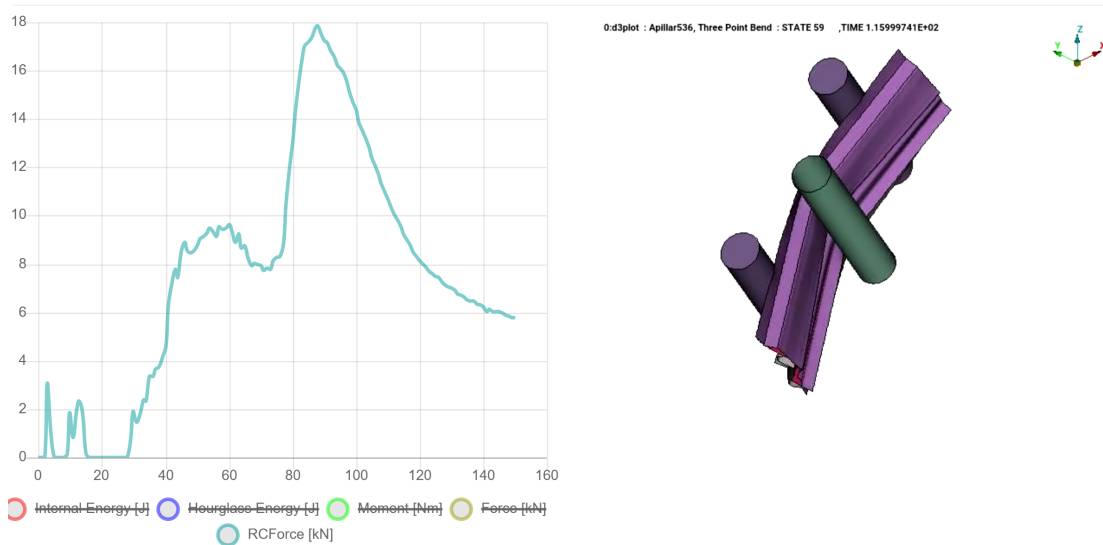 0:d3plot : Apillar536, Three Point Bend : STATE 59 ,TIME 1.15999741E+02
Z
Y
X
18
16
14
12
10
8
6
4
2
0
0 20 40 60 80 100 120 140 160
Internal Energy [J] Hourglass Energy [J] Moment [Nm] Force [kN]
RCForce [kN]